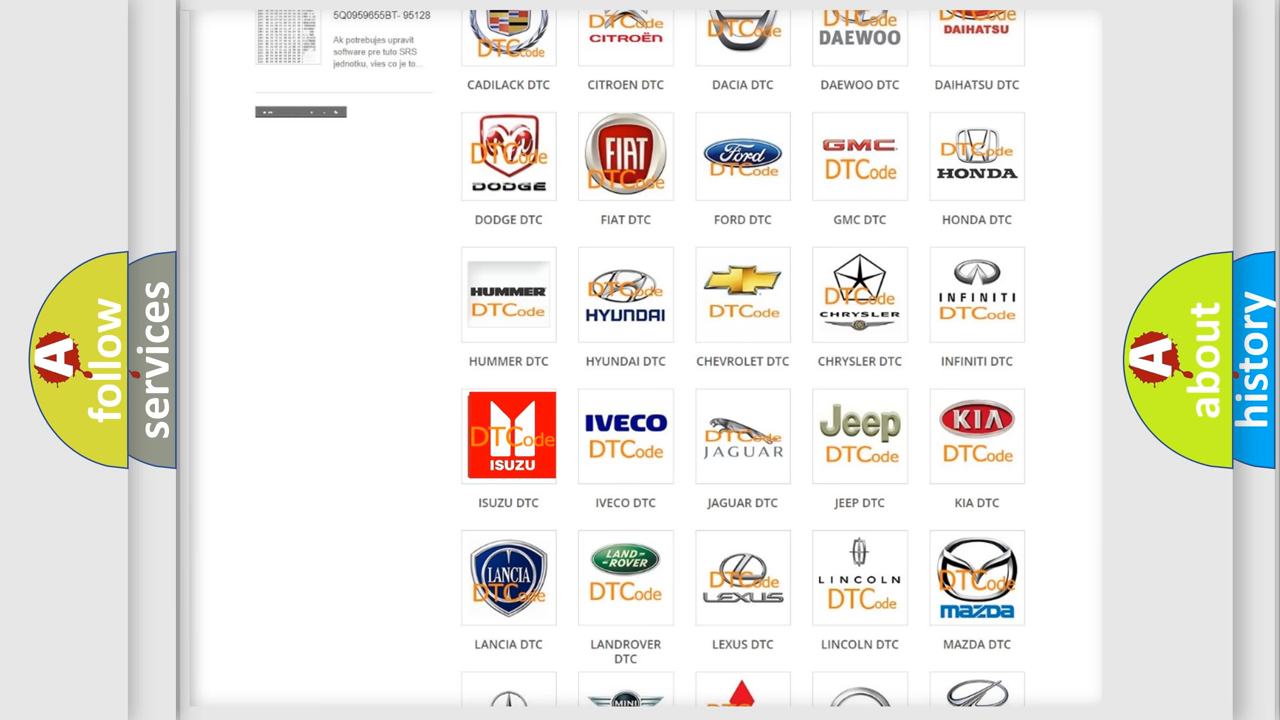 5Q0959655BT- 95128
Ak potrebujes upravit
software pre tuto SRS
jednotku, vies co je to...
DTCode
DTCode
CITROËN
DTCode
DTCode
DAEWOO
DTCode
DAIHATSU
CADILACK DTC
CITROEN DTC
DACIA DTC
DAEWOO DTC
DAIHATSU DTC
DTCode
DODGE
FIAT
DTCode
Ford
DTCode
GMC
DTCode
DTCode
HONDA
DODGE DTC
FIAT DTC
FORD DTC
GMC DTC
HONDA DTC
HUMMER
DTCode
DTCode
HYUNDAI
DTCode
DTCode
CHRYSLER
INFINITI
DTCode
HUMMER DTC
HYUNDAI DTC
CHEVROLET DTC
CHRYSLER DTC
INFINITI DTC
DTCode
ISUZU
IVECO
DTCode
DTCode
JAGUAR
Jeep
DTCode
KIA
DTCode
ISUZU DTC
IVECO DTC
JAGUAR DTC
JEEP DTC
KIA DTC
LANCIA
DTCode
LAND-
ROVER
DTCode
DTCode
LEXUS
LINCOLN
DTCode
DTCode
mazda
LANCIA DTC
LANDROVER
DTC
LEXUS DTC
LINCOLN DTC
MAZDA DTC
MINI
A
follow
services
A
about
history